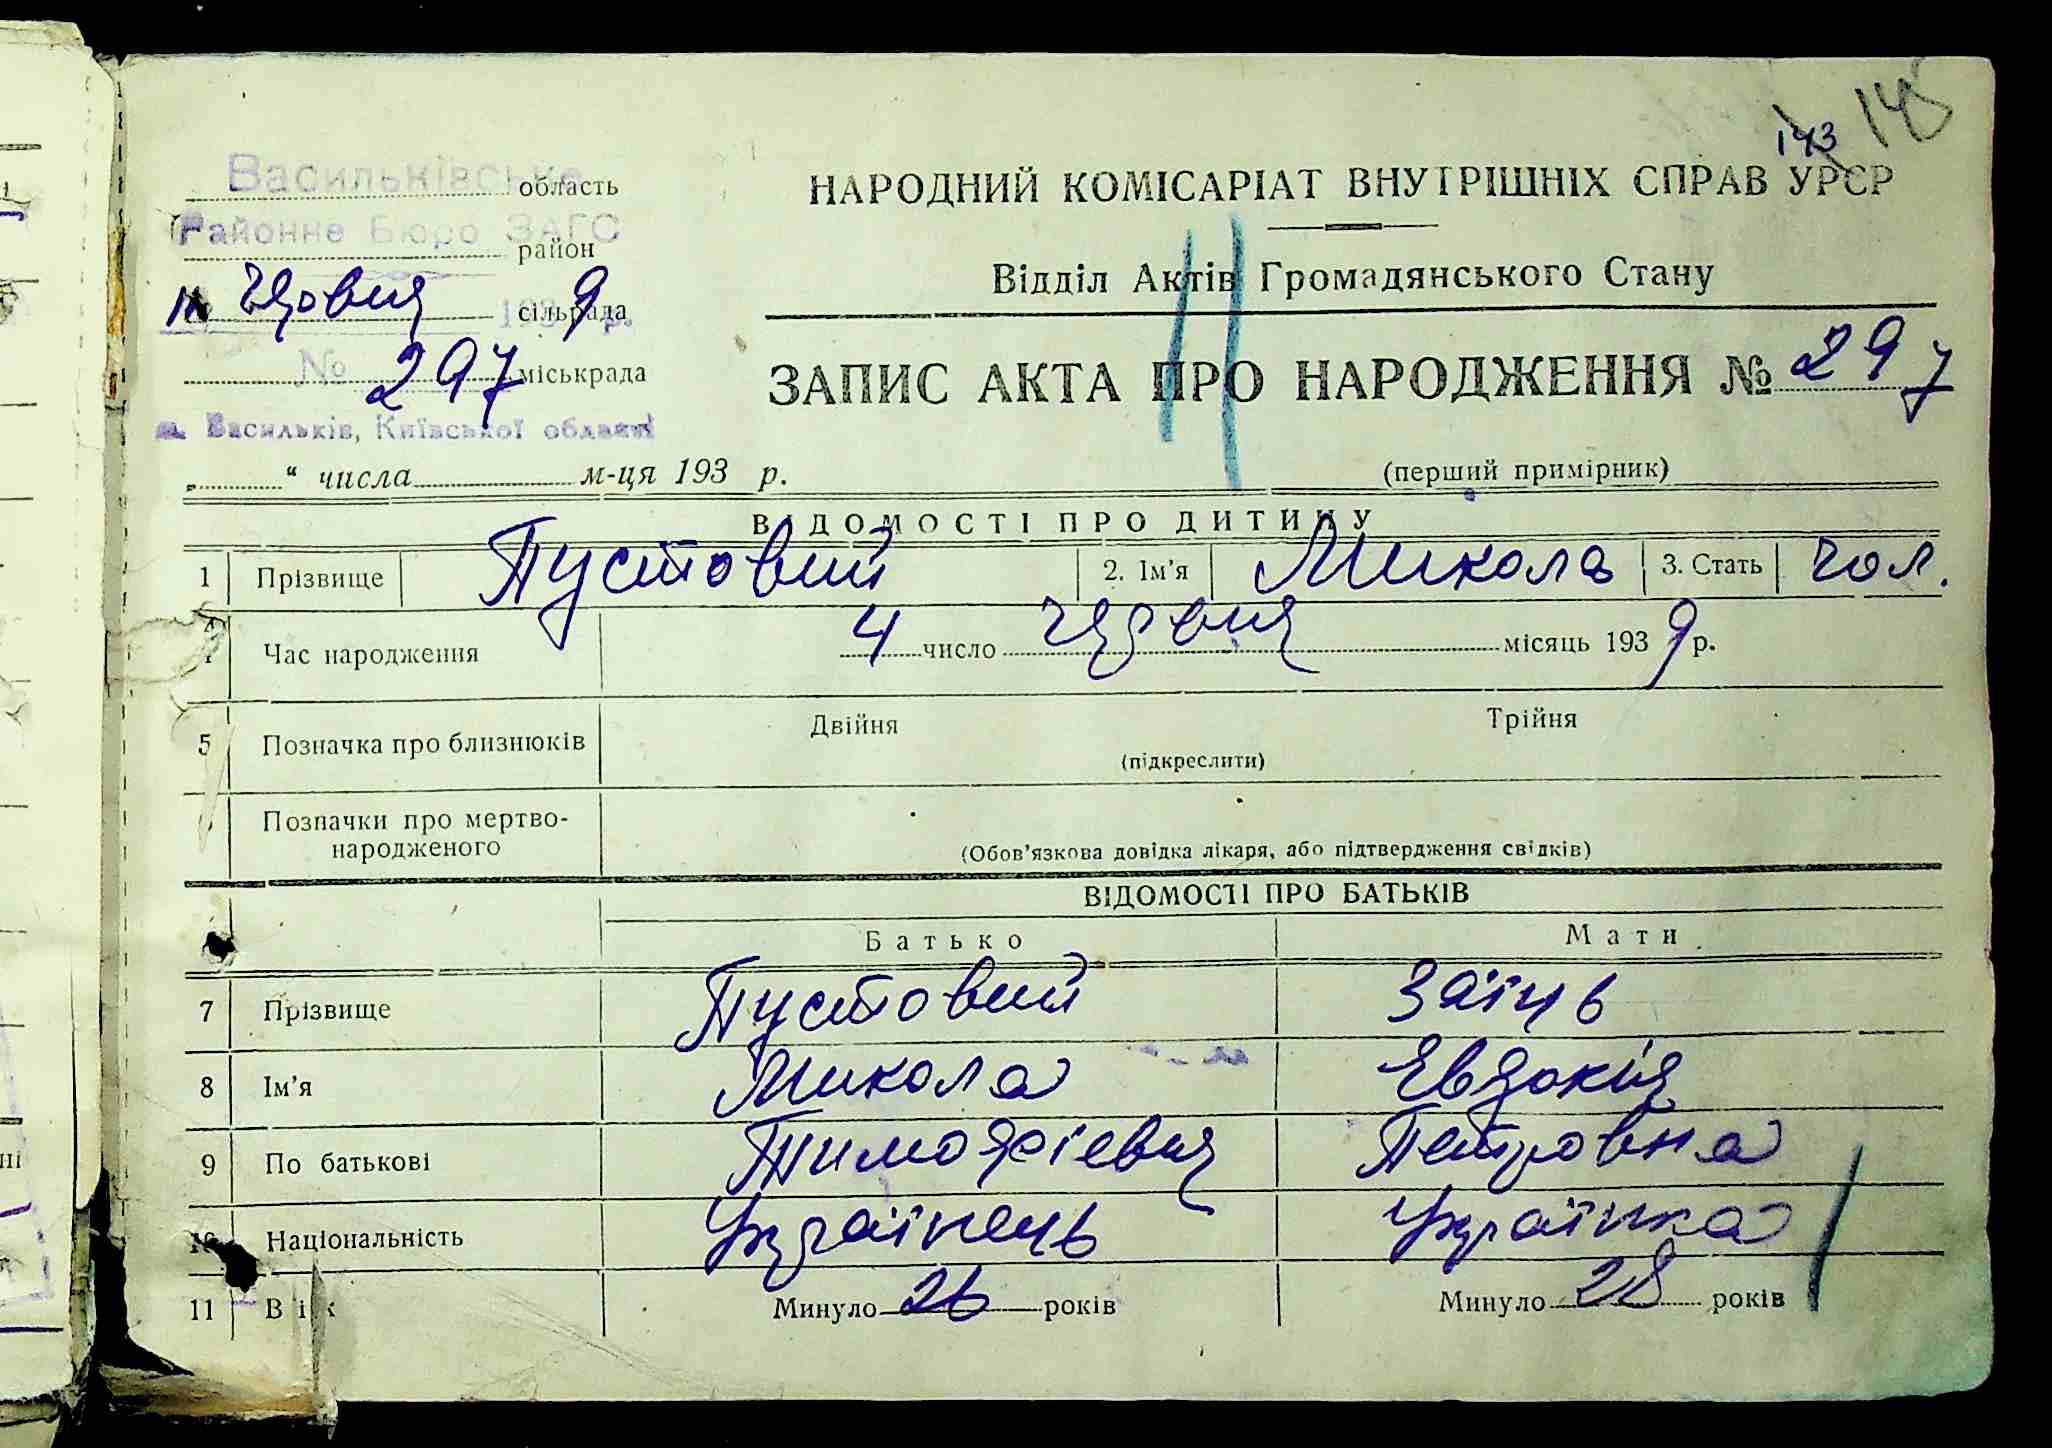 143
Васильківське
область
Районне Бюро ЗАГС
район
11 червня 1939 р.
сільрада
№ 297
міськрада
м. Васильків, Київської області
„ “ числа м-ця 193 р.
НАРОДНИЙ КОМІСАРІАТ ВНУТРІШНІХ СПРАВ УРСР
Відділ Актів Громадянського Стану
ЗАПИС АКТА ПРО НАРОДЖЕННЯ № 297
(перший примірник)
ВІДОМОСТІ ПРО ДИТИНУ
1 Прізвище Пустовий 2. Ім’я Микола 3. Стать чол.
4 Час народження 4 число червня місяць 1939 р.
5 Позначка про близнюків Двійня Трійня
(підкреслити)
Позначки про мертво-
народженого
(Обов’язкова довідка лікаря, або підтвердження свідків)
ВІДОМОСТІ ПРО БАТЬКІВ
Батько Мати
7 Прізвище Пустовий Заїць
8 Ім’я Микола Євдокія
9 По батькові Тимофієвич Петровна
10 Національність Українець Українка
11 Вік Минуло 26 років Минуло 28 років